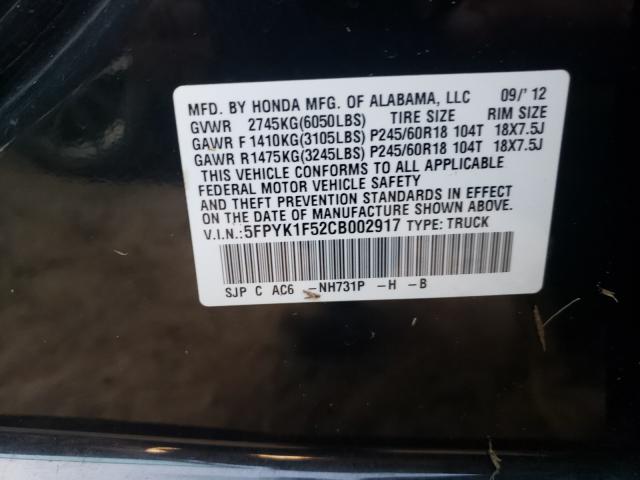 MFD. BY HONDA MFG. OF ALABAMA, LLC 09/'12
GVWR 2745KG(6050LBS) TIRE SIZE RIM SIZE
GAWR F 1410KG(3105LBS) P245/60R18 104T 18X7.5J
GAWR R1475KG(3245LBS) P245/60R18 104T 18X7.5J
THIS VEHICLE CONFORMS TO ALL APPLICABLE
FEDERAL MOTOR VEHICLE SAFETY
AND THEFT PREVENTION STANDARDS IN EFFECT
ON THE DATE OF MANUFACTURE SHOWN ABOVE.
V.I.N.:5FPYK1F52CB002917 TYPE: TRUCK
SJP C AC6 -NH731P -H -B